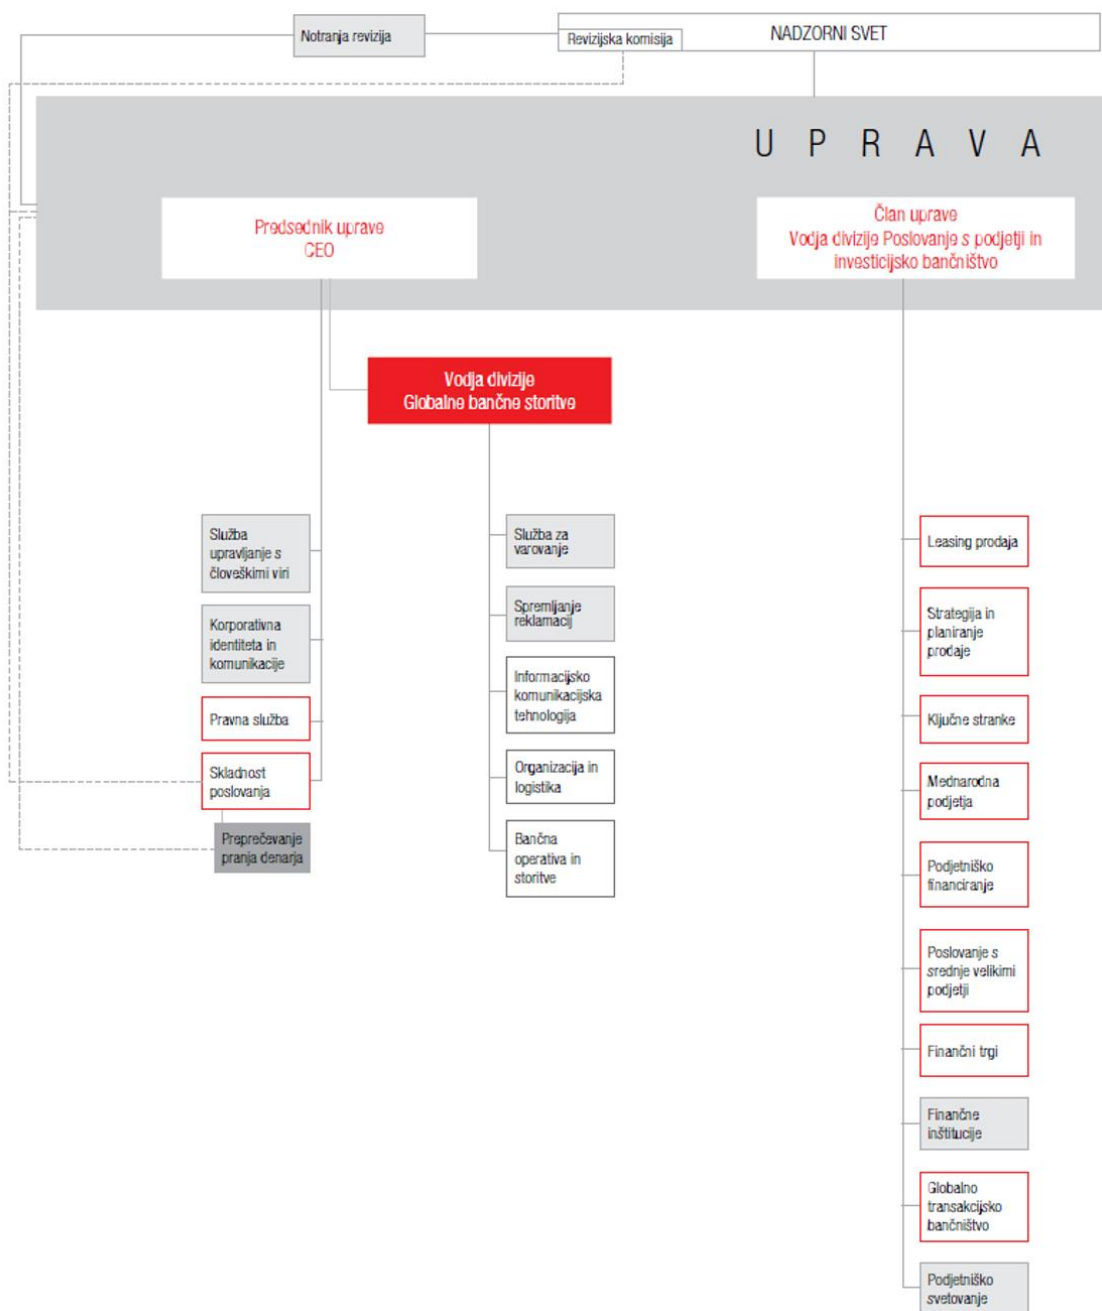 Notranja revizija
Revizijska komisija
NADZORNI SVET
UPRAVA
Predsednik uprave
CEO
Član uprave
Vodja divizije Poslovanje s podjetji in
investicijsko bančništvo
Vodja divizije
Globalne bančne storitve
Služba
upravljanje s
človeškimi viri
Korporativna
identiteta in
komunikacije
Pravna služba
Skladnost
poslovanja
Preprečevanje
pranja denarja
Služba za
varovanje
Spremljanje
reklamacij
Informacijsko
komunikacijska
tehnologija
Organizacija in
logistika
Bančna
operativa in
storitve
Leasing prodaja
Strategija in
planiranje
prodaje
Ključne stranke
Mednarodna
podjetja
Podjetniško
financiranje
Poslovanje s
srednje velikimi
podjetji
Finančni trgi
Finančne
inštitucije
Globalno
transakcijsko
bančništvo
Podjetniško
svetovanje